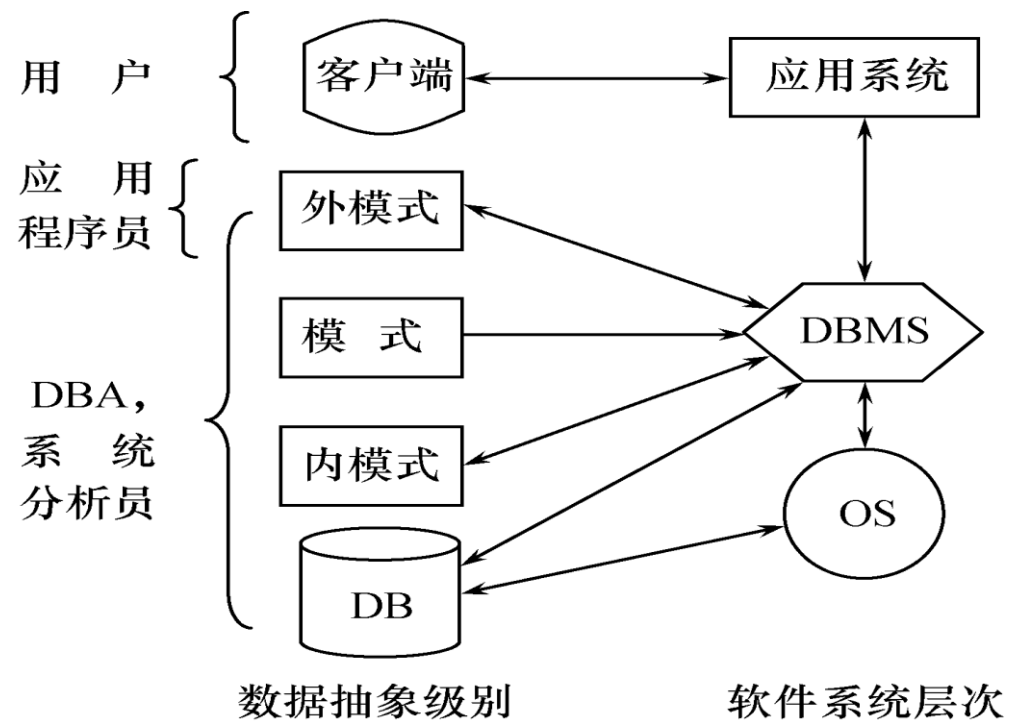 用 户
客户端
应用系统
应 用
程序员
外模式
模 式
DBMS
DBA，
系 统
分析员
内模式
OS
DB
数据抽象级别
软件系统层次